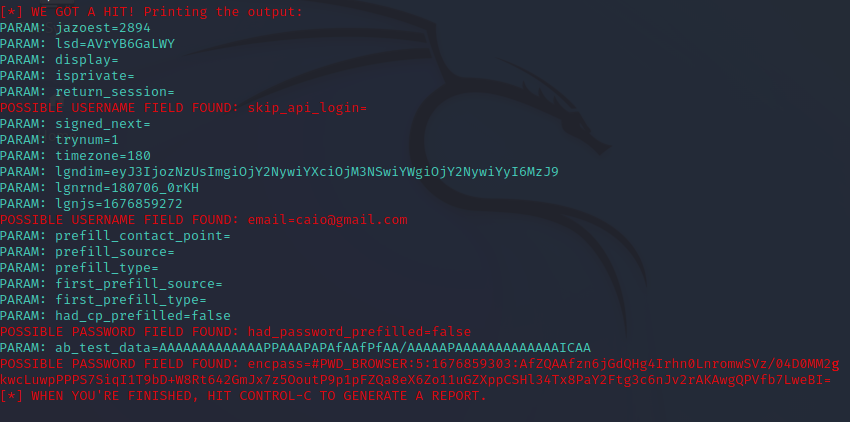 [*] WE GOT A HIT! Printing the output:
PARAM: jazoest=2894
PARAM: lsd=AVrYB6GaLWY
PARAM: display=
PARAM: isprivate=
PARAM: return_session=
POSSIBLE USERNAME FIELD FOUND: skip_api_login=
PARAM: signed_next=
PARAM: trynum=1
PARAM: timezone=180
PARAM: lgndim=eyJ3IjozNzUsImgiOjY2NywiYXciOjM3NSwiYWgiOjY2NywiYyI6MzJ9
PARAM: lgnrnd=180706_0rKH
PARAM: lgnjs=1676859272
POSSIBLE USERNAME FIELD FOUND: email=caio@gmail.com
PARAM: prefill_contact_point=
PARAM: prefill_source=
PARAM: prefill_type=
PARAM: first_prefill_source=
PARAM: first_prefill_type=
PARAM: had_cp_prefilled=false
POSSIBLE PASSWORD FIELD FOUND: had_password_prefilled=false
PARAM: ab_test_data=AAAAAAAAAAAAAPPAAAPAPAfAAfPfAA/AAAAAPAAAAAAAAAAAAAICAA
POSSIBLE PASSWORD FIELD FOUND: encpass=#PWD_BROWSER:5:1676859303:AfZQAAfzn6jGdQHg4Irhn0LnromwSVz/04D0MM2g
kwcLuwpPPPS7SiqI1T9bD+W8Rt642GmJx7z5OoutP9p1pFZQa8eX6Zo11uGZXppCSHl34Tx8PaY2Ftg3c6nJv2rAKAwgQPVfb7LweBI=
[*] WHEN YOU'RE FINISHED, HIT CONTROL-C TO GENERATE A REPORT.